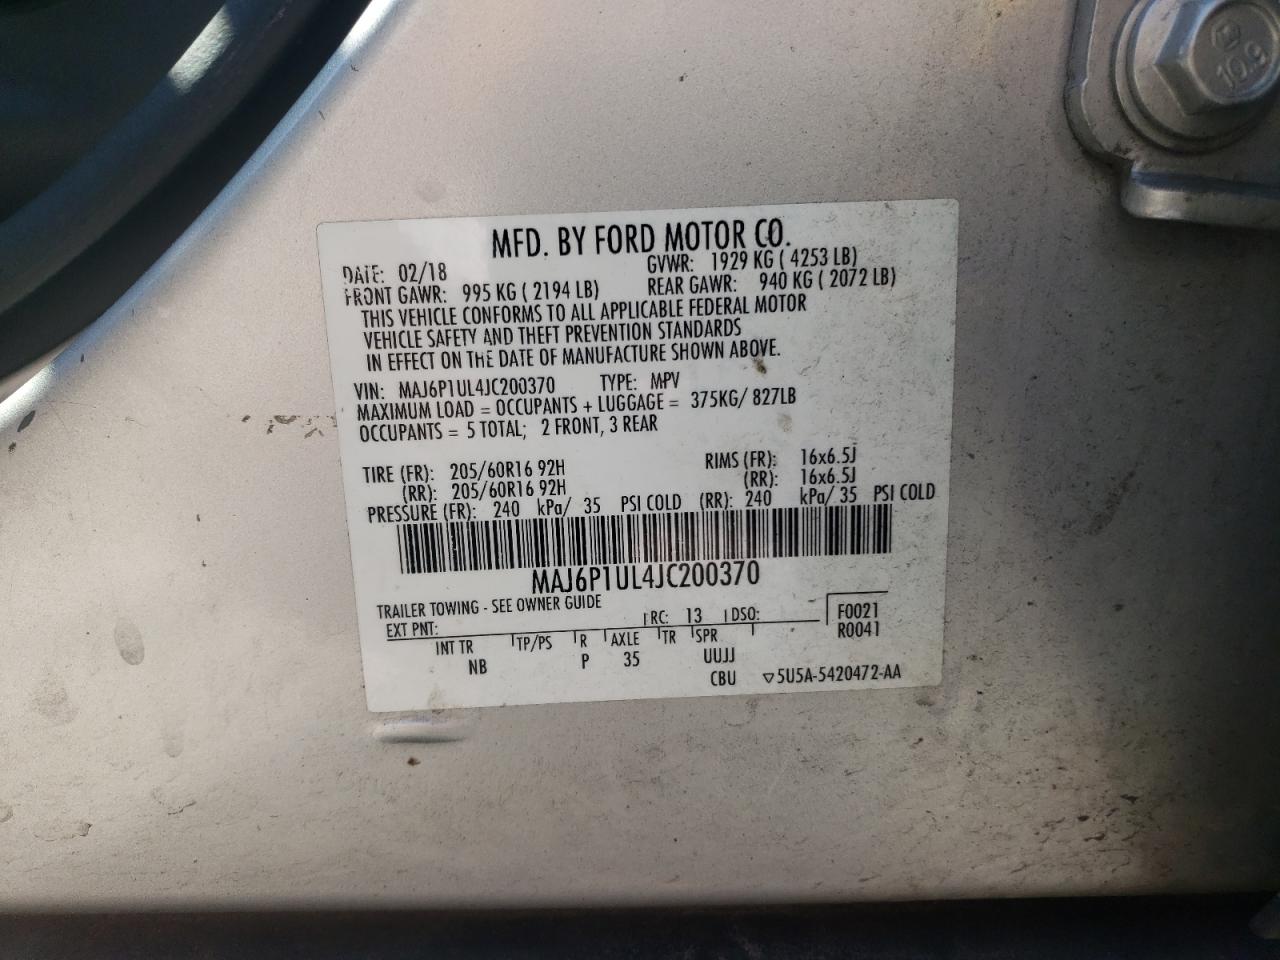 10.9
MFD. BY FORD MOTOR CO.
DATE: 02/18 GVWR: 1929 KG ( 4253 LB)
FRONT GAWR: 995 KG ( 2194 LB) REAR GAWR: 940 KG ( 2072 LB)
THIS VEHICLE CONFORMS TO ALL APPLICABLE FEDERAL MOTOR
VEHICLE SAFETY AND THEFT PREVENTION STANDARDS
IN EFFECT ON THE DATE OF MANUFACTURE SHOWN ABOVE.
VIN: MAJ6P1UL4JC200370 TYPE: MPV
MAXIMUM LOAD = OCCUPANTS + LUGGAGE = 375KG/ 827LB
OCCUPANTS = 5 TOTAL; 2 FRONT, 3 REAR
TIRE (FR): 205/60R16 92H RIMS (FR): 16x6.5J
(RR): 205/60R16 92H (RR): 16x6.5J
PRESSURE (FR): 240 kPa/ 35 PSI COLD (RR): 240 kPa/ 35 PSI COLD
MAJ6P1UL4JC200370
TRAILER TOWING - SEE OWNER GUIDE
EXT PNT: RC: 13 DSO: F0021
R0041
INT TR TP/PS R AXLE TR SPR
NB P 35 UUJJ
CBU 5U5A-5420472-AA